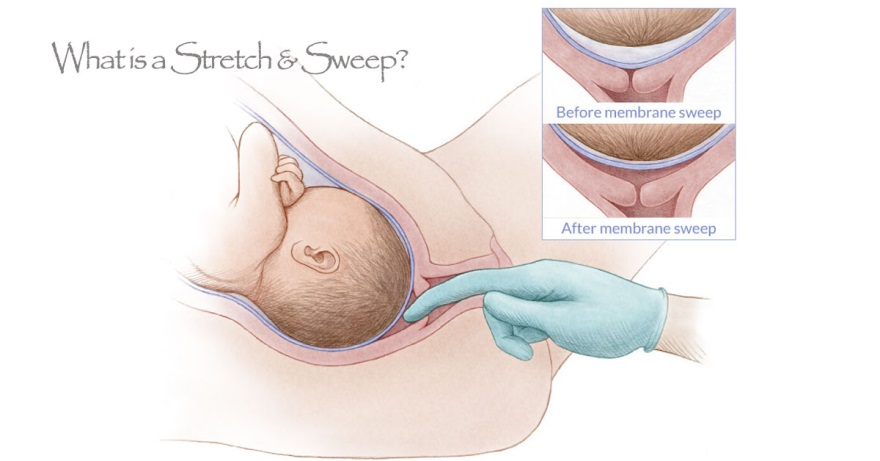 What is a Stretch & Sweep?
Before membrane sweep
After membrane sweep